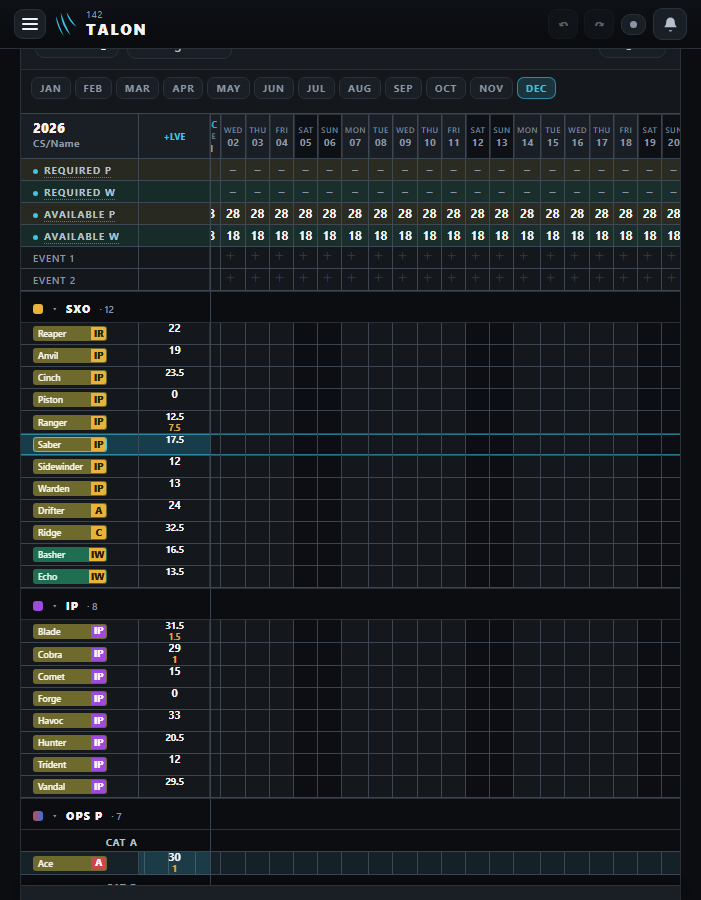 142
TALON
JAN FEB MAR APR MAY JUN JUL AUG SEP OCT NOV DEC
2026 +LVE WED THU FRI SAT SUN MON TUE WED THU FRI SAT SUN MON TUE WED THU FRI SAT SUN
CS/Name 02 03 04 05 06 07 08 09 10 11 12 13 14 15 16 17 18 19 20
REQUIRED P – – – – – – – – – – – – – – – – – – –
REQUIRED W – – – – – – – – – – – – – – – – – – –
AVAILABLE P 28 28 28 28 28 28 28 28 28 28 28 28 28 28 28 28 28 28 28
AVAILABLE W 18 18 18 18 18 18 18 18 18 18 18 18 18 18 18 18 18 18 18
EVENT 1 + + + + + + + + + + + + + + + + + + +
EVENT 2 + + + + + + + + + + + + + + + + + + +
SXO · 12
Reaper IR 22
Anvil IP 19
Cinch IP 23.5
Piston IP 0
Ranger IP 12.5
7.5
Saber IP 17.5
Sidewinder IP 12
Warden IP 13
Drifter A 24
Ridge C 32.5
Basher IW 16.5
Echo IW 13.5
IP · 8
Blade IP 31.5
1.5
Cobra IP 29
1
Comet IP 15
Forge IP 0
Havoc IP 33
Hunter IP 20.5
Trident IP 12
Vandal IP 29.5
OPS P · 7
CAT A
Ace A 30
1